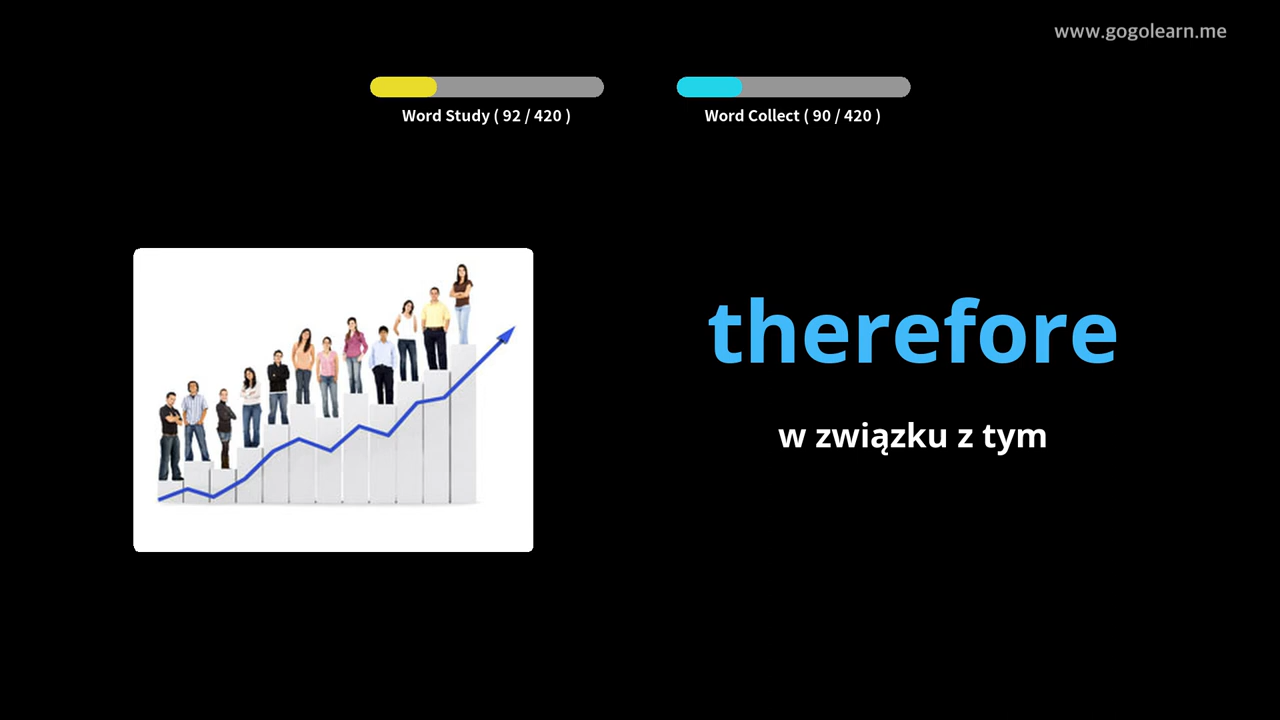 www.gogolearn.me
Word Study ( 92 / 420 )
Word Collect ( 90 / 420 )
therefore
w związku z tym